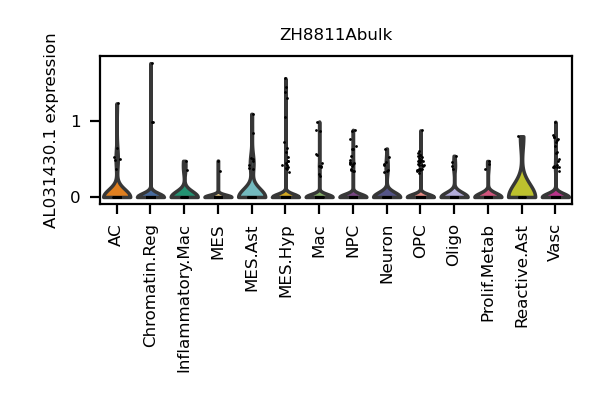 ZH8811Abulk
AL031430.1 expression
1
0
AC
Chromatin.Reg
Inflammatory.Mac
MES
MES.Ast
MES.Hyp
Mac
NPC
Neuron
OPC
Oligo
Prolif.Metab
Reactive.Ast
Vasc